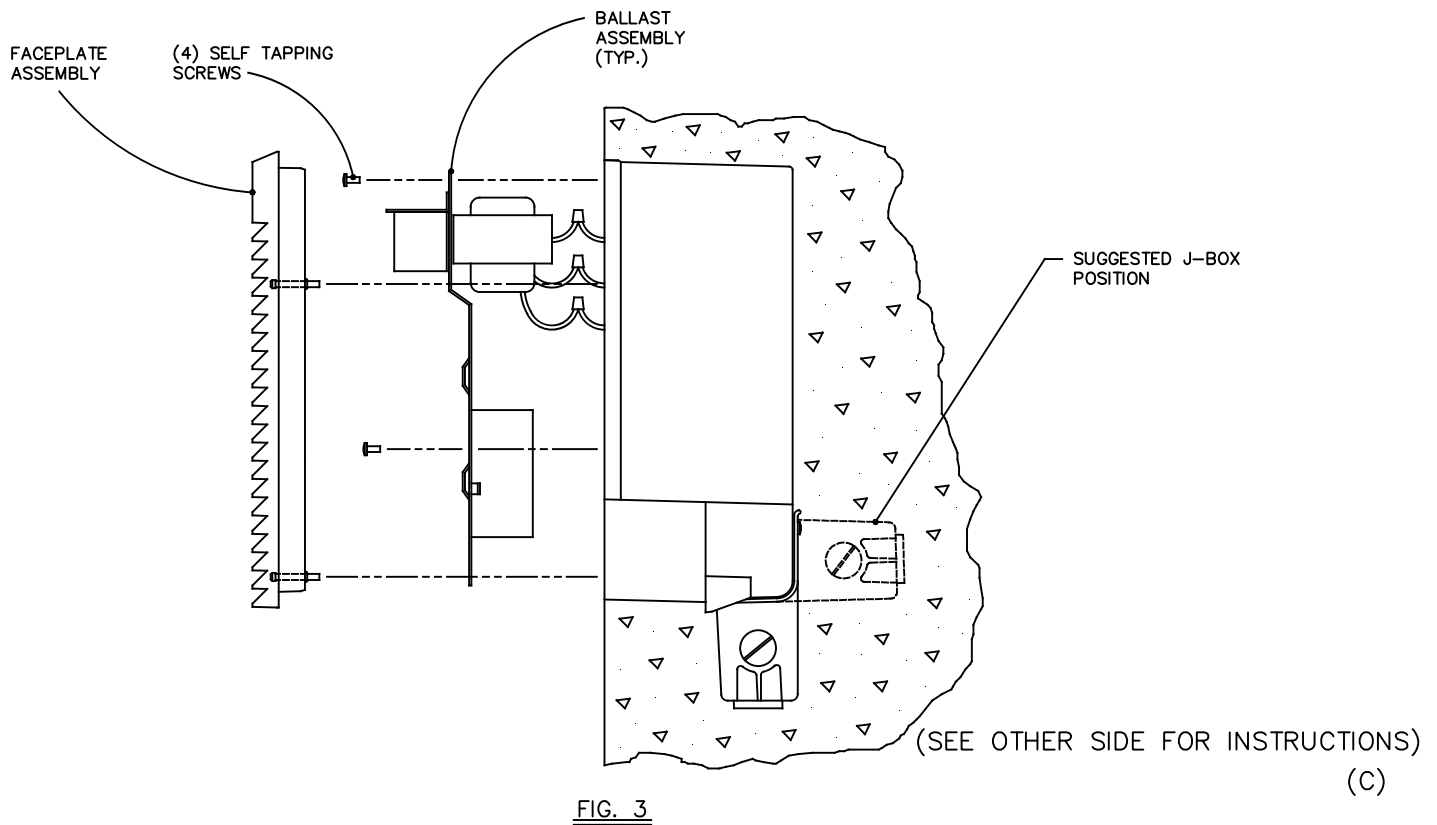 BALLAST
ASSEMBLY
(TYP.)
FACEPLATE
ASSEMBLY
(4) SELF TAPPING
SCREWS
SUGGESTED J-BOX
POSITION
(SEE OTHER SIDE FOR INSTRUCTIONS)
(C)
FIG. 3